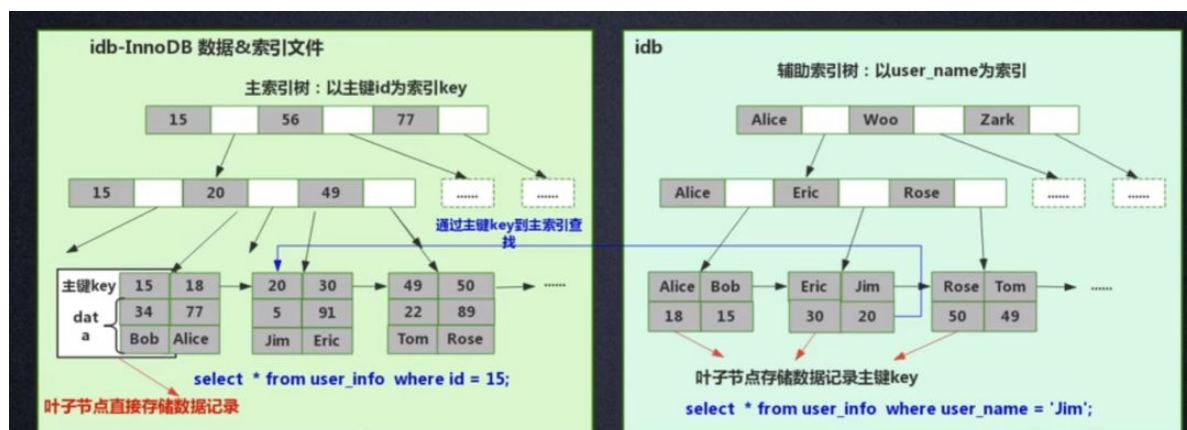 idb-InnoDB 数据&索引文件
主索引树：以主键id为索引key
15 56 77
15 20 49 ...... ......
通过主键key到主索引查
找
主键key 15 18 20 30 49 50 ......
dat
a
34 77 5 91 22 89
Bob Alice Jim Eric Tom Rose
select * from user_info where id = 15;
叶子节点直接存储数据记录
idb
辅助索引树：以user_name为索引
Alice Woo Zark
Alice Eric Rose ...... ......
Alice Bob Eric Jim Rose Tom ......
18 15 30 20 50 49
叶子节点存储数据记录主键key
select * from user_info where user_name = 'Jim';